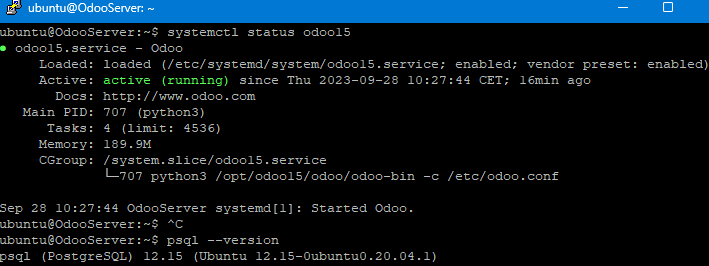 ubuntu@OdooServer: ~
ubuntu@OdooServer:~$ systemctl status odoo15
● odoo15.service - Odoo
Loaded: loaded (/etc/systemd/system/odoo15.service; enabled; vendor preset: enabled)
Active: active (running) since Thu 2023-09-28 10:27:44 CET; 16min ago
Docs: http://www.odoo.com
Main PID: 707 (python3)
Tasks: 4 (limit: 4536)
Memory: 189.9M
CGroup: /system.slice/odoo15.service
└─707 python3 /opt/odoo15/odoo/odoo-bin -c /etc/odoo.conf
Sep 28 10:27:44 OdooServer systemd[1]: Started Odoo.
ubuntu@OdooServer:~$ ^C
ubuntu@OdooServer:~$ psql --version
psql (PostgreSQL) 12.15 (Ubuntu 12.15-0ubuntu0.20.04.1)